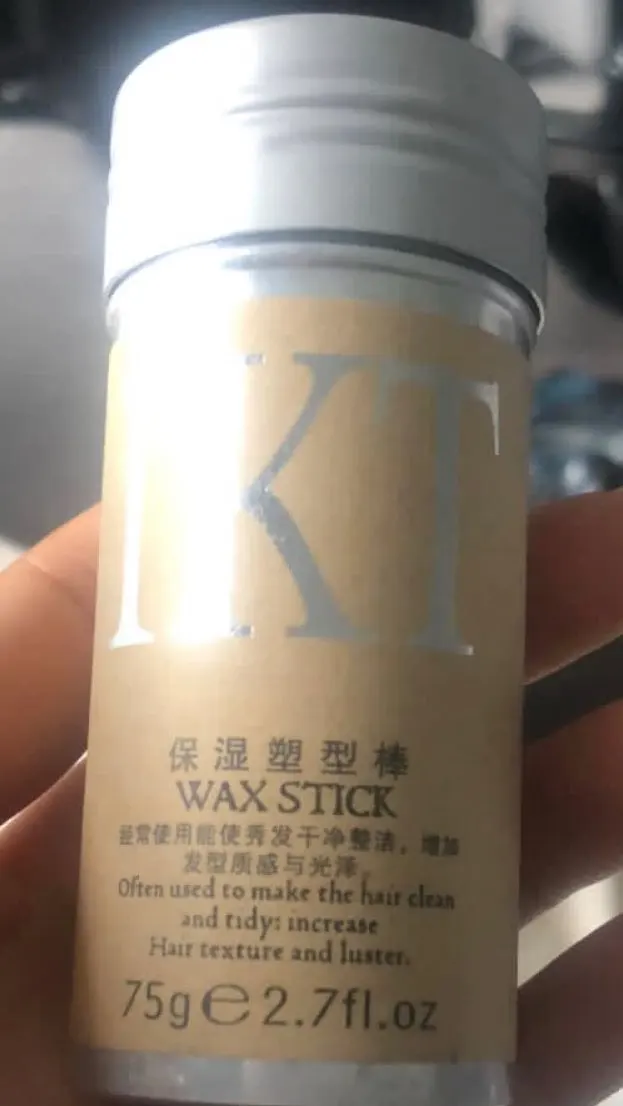 IKT
保湿塑型棒
WAX STICK
经常使用能使秀发干净整洁，增加
发型质感与光泽。
Often used to make the hair clean
and tidy: increase
Hair texture and luster.
75g e 2.7fl.oz